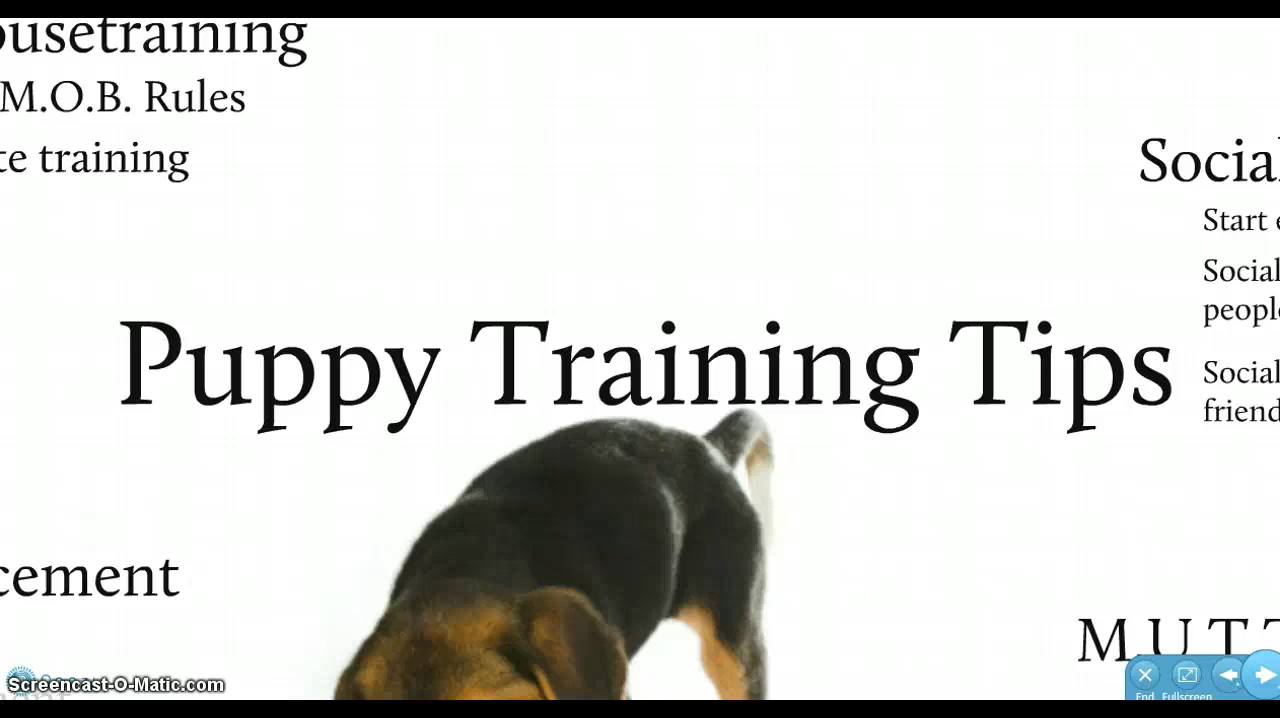 ousetraining
M.O.B. Rules
te training
Social
Start e
Social
people
Social
friend
Puppy Training Tips
cement
M.U.T.T
Screencast-O-Matic.com
End Fullscreen